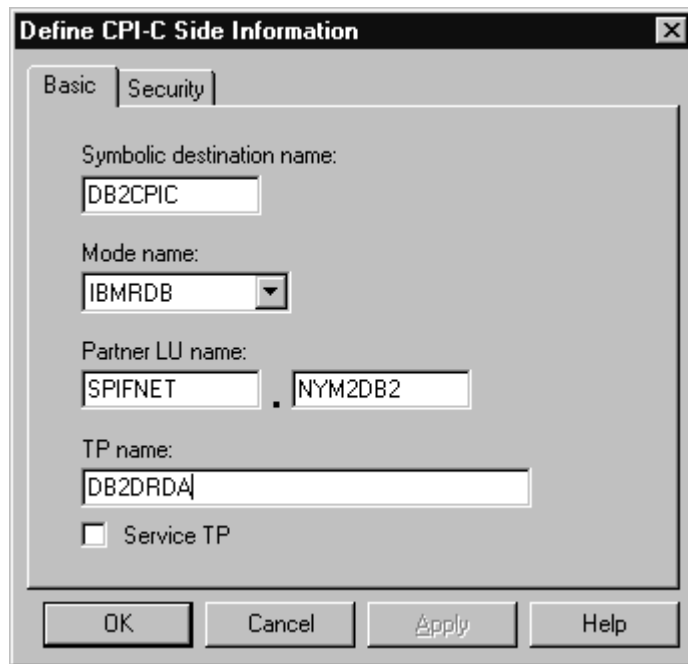 Define CPI-C Side Information
Basic Security
Symbolic destination name:
DB2CPIC
Mode name:
IBMRDB
Partner LU name:
SPIFNET . NYM2DB2
TP name:
DB2DRDA
Service TP
OK Cancel Apply Help